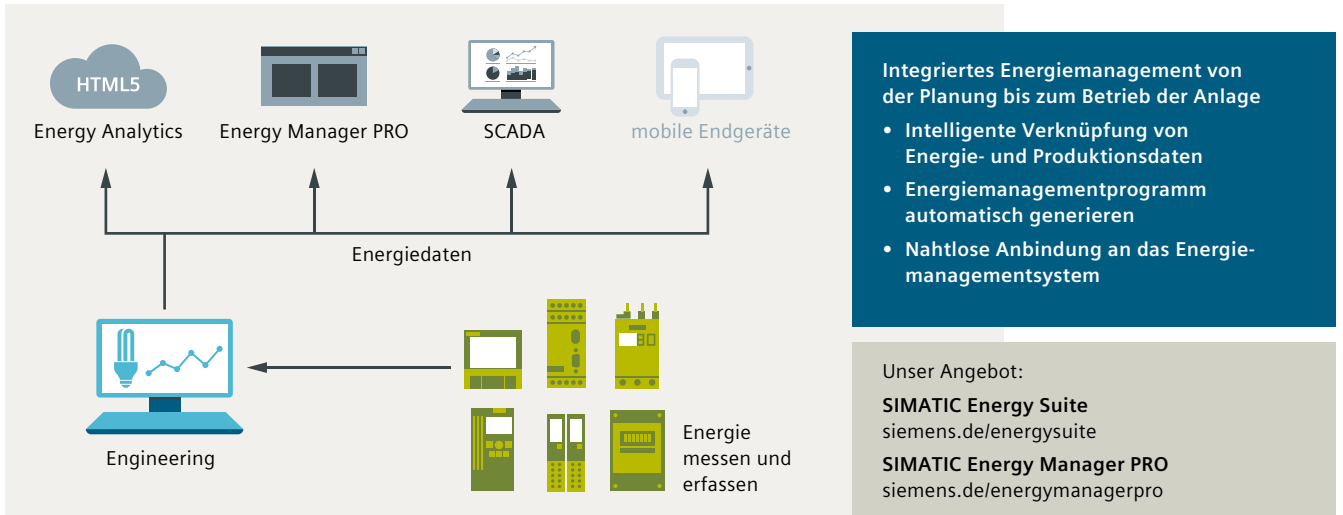 HTML5
Energy Analytics
Energy Manager PRO
SCADA
mobile Endgeräte
Energiedaten
Engineering
Energie
messen und
erfassen
Integriertes Energiemanagement von
der Planung bis zum Betrieb der Anlage
• Intelligente Verknüpfung von
Energie- und Produktionsdaten
• Energiemanagementprogramm
automatisch generieren
• Nahtlose Anbindung an das Energie-
managementsystem
Unser Angebot:
SIMATIC Energy Suite
siemens.de/energysuite
SIMATIC Energy Manager PRO
siemens.de/energymanagerpro